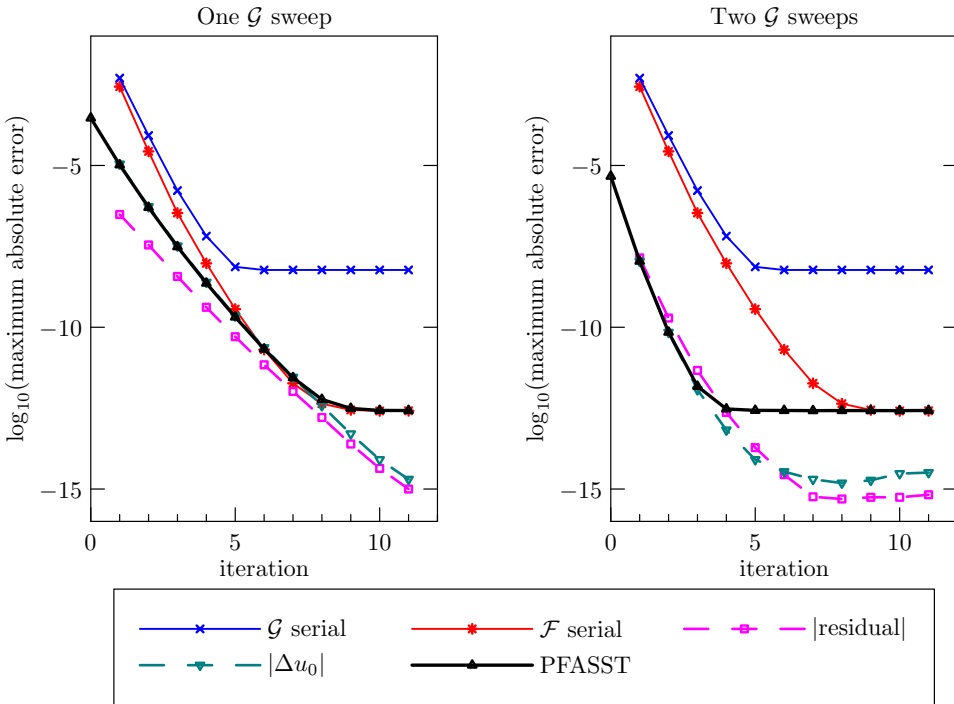 One 𝒢 sweep
Two 𝒢 sweeps
log₁₀(maximum absolute error)
−5
−10
−15
0
5
10
iteration
log₁₀(maximum absolute error)
−5
−10
−15
0
5
10
iteration
𝒢 serial
ℱ serial
|residual|
|Δu₀|
PFASST